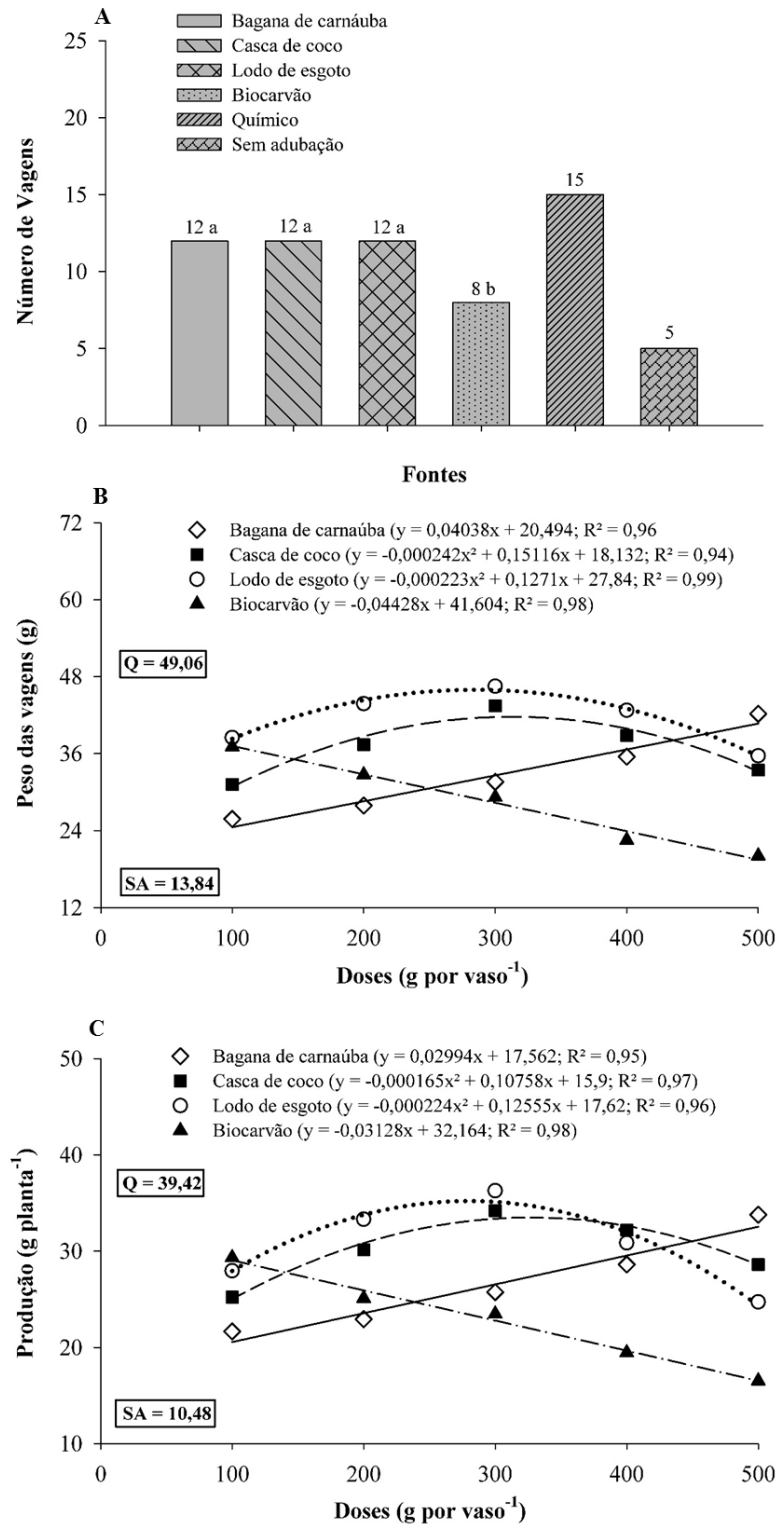 A
Bagana de carnáuba
Casca de coco
Lodo de esgoto
Biocarvão
Químico
Sem adubação
Número de Vagens
25
20
15
10
5
0
12 a
12 a
12 a
8 b
15
5
Fontes
B
Bagana de carnaúba (y = 0,04038x + 20,494; R² = 0,96
Casca de coco (y = -0,000242x² + 0,15116x + 18,132; R² = 0,94)
Lodo de esgoto (y = -0,000223x² + 0,1271x + 27,84; R² = 0,99)
Biocarvão (y = -0,04428x + 41,604; R² = 0,98)
Peso das vagens (g)
72
60
48
36
24
12
Q = 49,06
SA = 13,84
0 100 200 300 400 500
Doses (g por vaso⁻¹)
C
Bagana de carnaúba (y = 0,02994x + 17,562; R² = 0,95)
Casca de coco (y = -0,000165x² + 0,10758x + 15,9; R² = 0,97)
Lodo de esgoto (y = -0,000224x² + 0,12555x + 17,62; R² = 0,96)
Biocarvão (y = -0,03128x + 32,164; R² = 0,98)
Produção (g planta⁻¹)
50
40
30
20
10
Q = 39,42
SA = 10,48
0 100 200 300 400 500
Doses (g por vaso⁻¹)